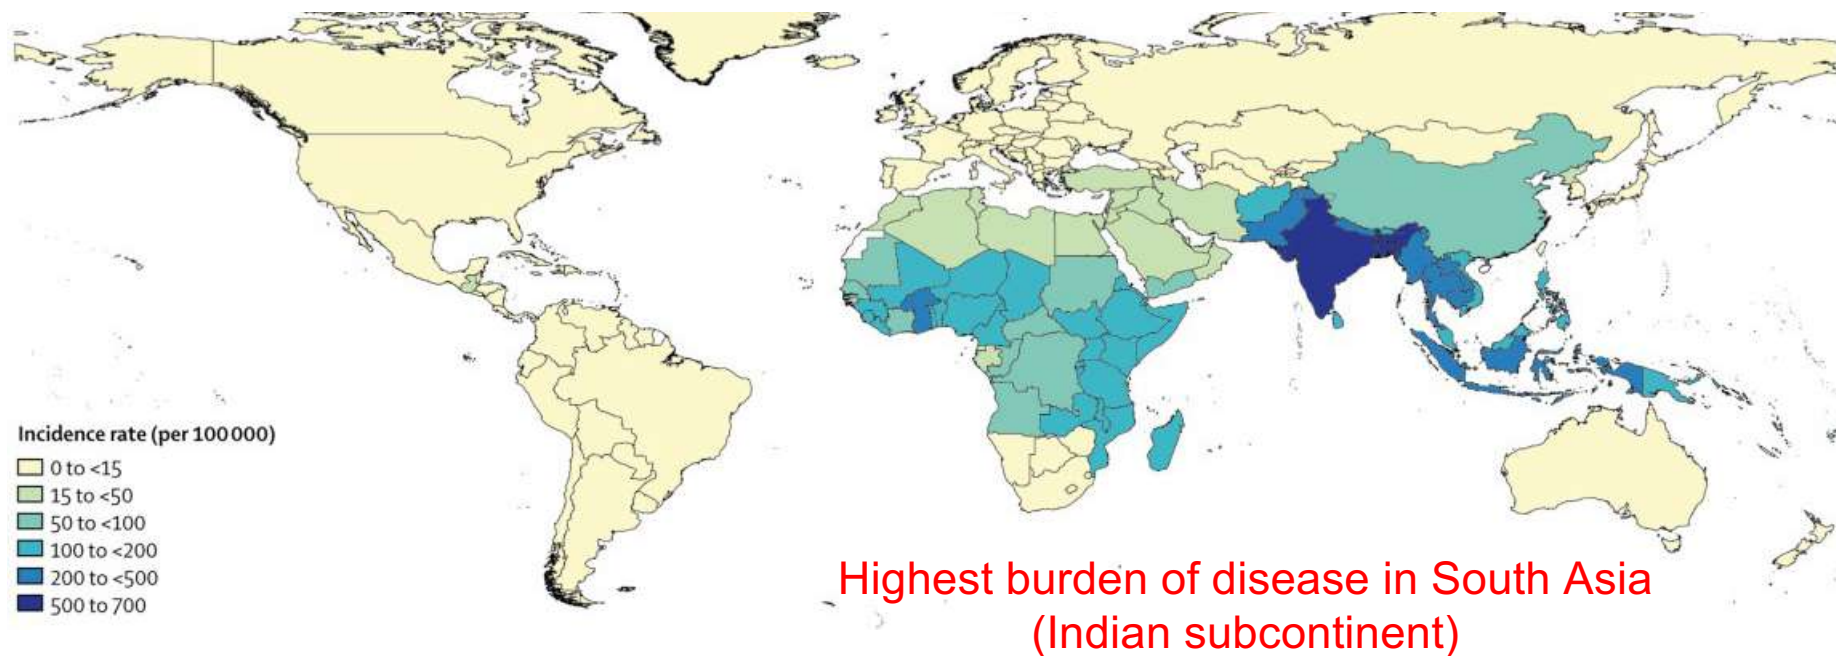 Incidence rate (per 100 000)
0 to <15
15 to <50
50 to <100
100 to <200
200 to <500
500 to 700
Highest burden of disease in South Asia
(Indian subcontinent)